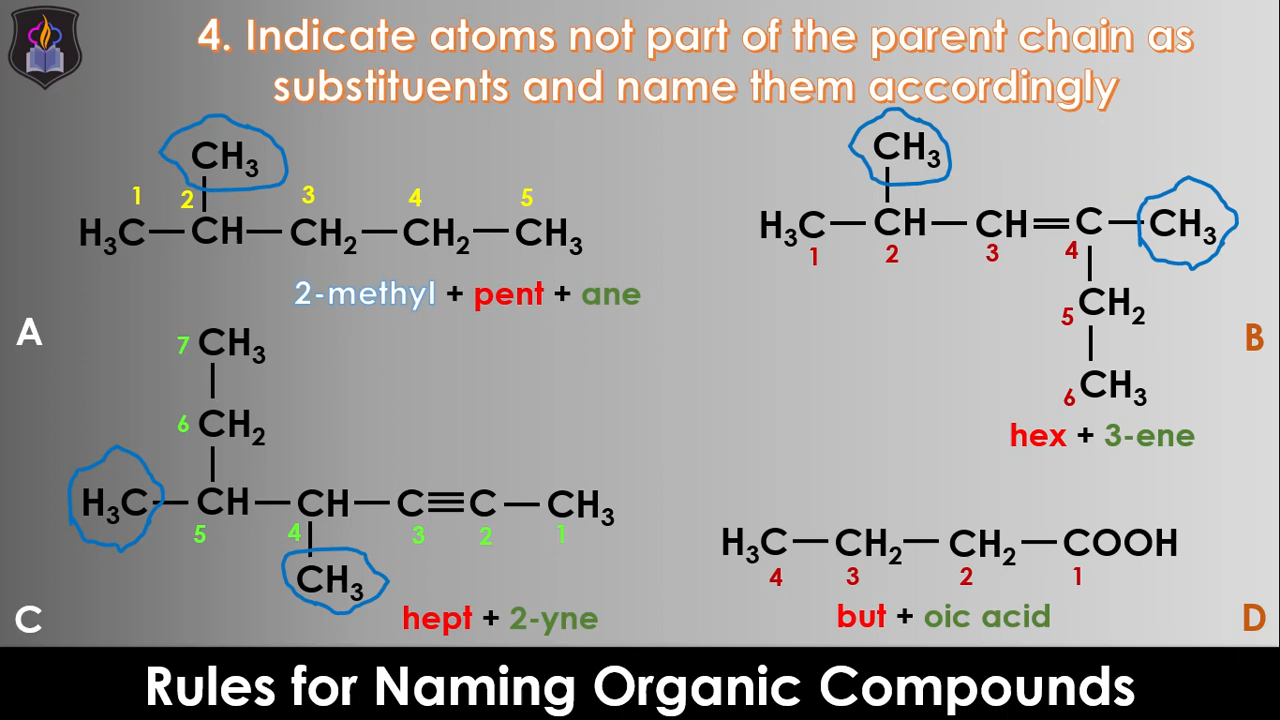 4. Indicate atoms not part of the parent chain as
substituents and name them accordingly
CH₃
1 2 3 4 5
H₃C — CH — CH₂ — CH₂ — CH₃
2-methyl + pent + ane
A
CH₃
H₃C — CH — CH = C — CH₃
1 2 3 4
5 CH₂
6 CH₃
hex + 3-ene
B
7 CH₃
6 CH₂
H₃C — CH — CH — C ≡ C — CH₃
5 4 3 2 1
CH₃
hept + 2-yne
C
H₃C — CH₂ — CH₂ — COOH
4 3 2 1
but + oic acid
D
Rules for Naming Organic Compounds